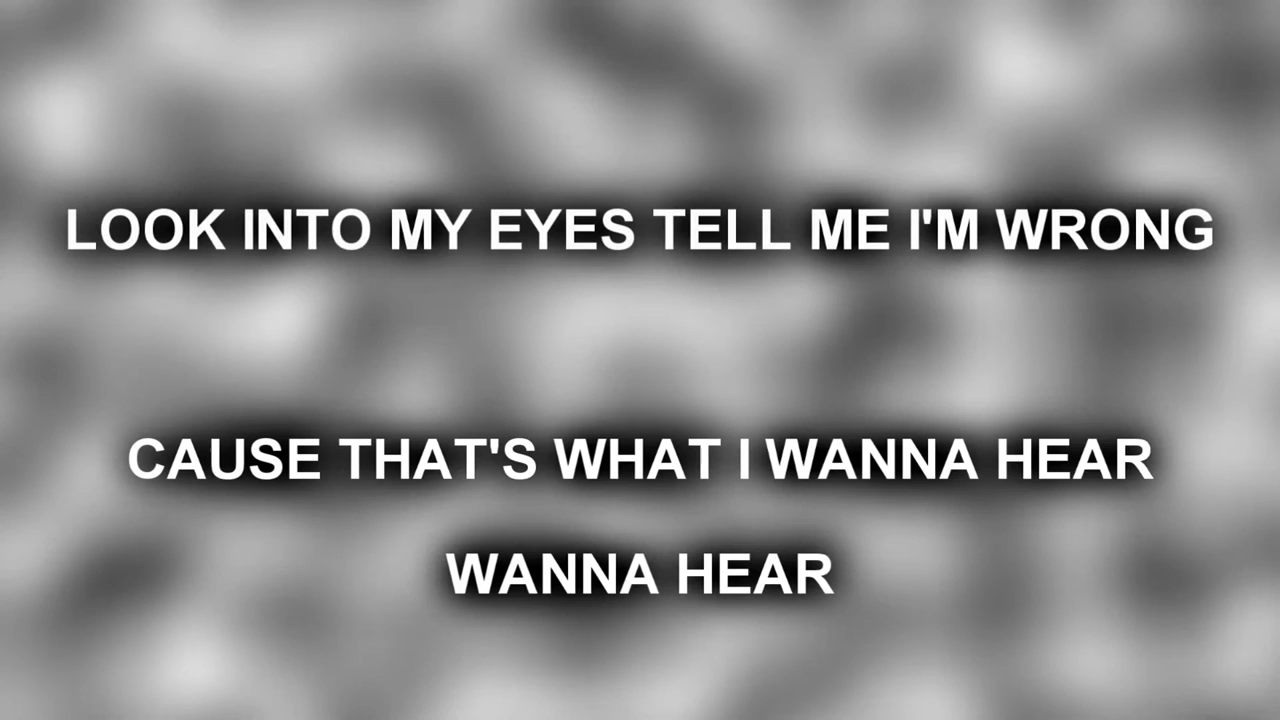 LOOK INTO MY EYES TELL ME I'M WRONG
CAUSE THAT'S WHAT I WANNA HEAR
WANNA HEAR